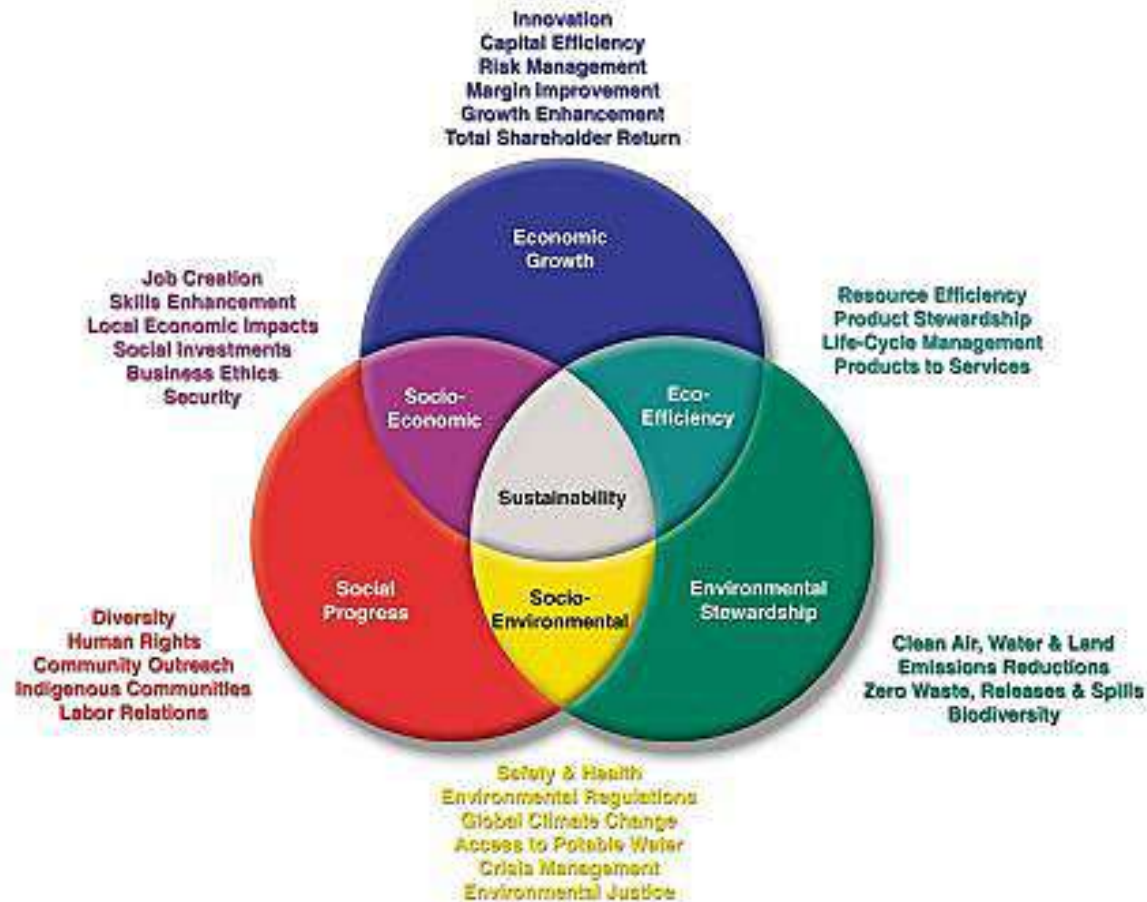 Innovation
Capital Efficiency
Risk Management
Margin Improvement
Growth Enhancement
Total Shareholder Return
Economic
Growth
Job Creation
Skills Enhancement
Local Economic Impacts
Social Investments
Business Ethics
Security
Resource Efficiency
Product Stewardship
Life-Cycle Management
Products to Services
Socio-
Economic
Eco-
Efficiency
Sustainability
Social
Progress
Socio-
Environmental
Environmental
Stewardship
Diversity
Human Rights
Community Outreach
Indigenous Communities
Labor Relations
Clean Air, Water & Land
Emissions Reductions
Zero Waste, Releases & Spills
Biodiversity
Safety & Health
Environmental Regulations
Global Climate Change
Access to Potable Water
Crisis Management
Environmental Justice